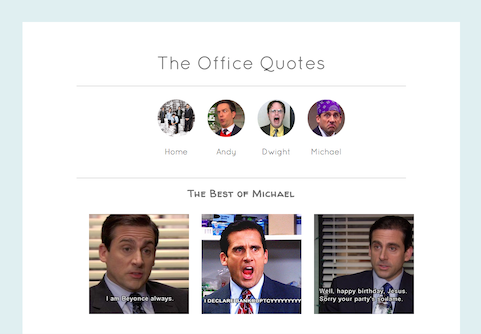 The Office Quotes
Home Andy Dwight Michael
The Best of Michael
I am Beyonce always.
I DECLARE BANKRUPTCYYYYYYY
Well, happy birthday, Jesus.
Sorry your party's so lame.